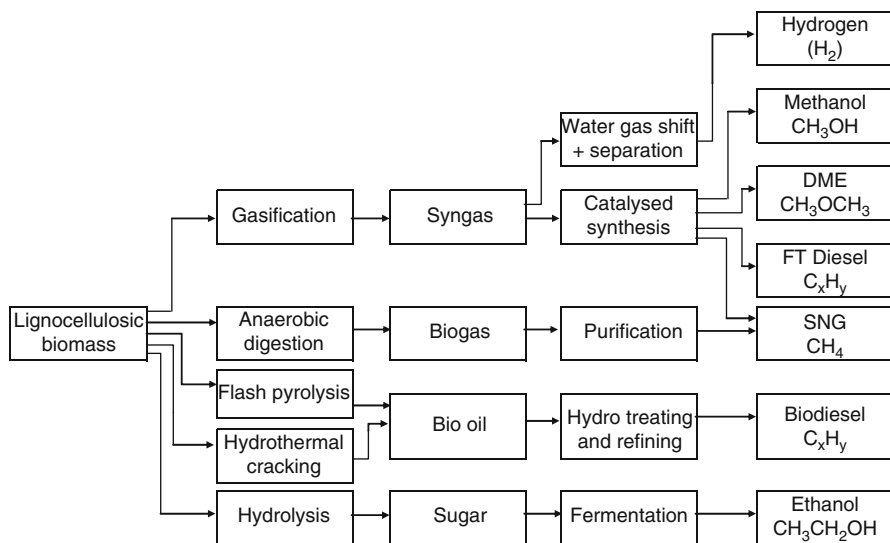 Hydrogen
(H₂)
Methanol
CH₃OH
Water gas shift
+ separation
DME
CH₃OCH₃
Gasification
Syngas
Catalysed
synthesis
FT Diesel
CₓHᵧ
Lignocellulosic
biomass
Anaerobic
digestion
Biogas
Purification
SNG
CH₄
Flash pyrolysis
Hydrothermal
cracking
Bio oil
Hydro treating
and refining
Biodiesel
CₓHᵧ
Hydrolysis
Sugar
Fermentation
Ethanol
CH₃CH₂OH